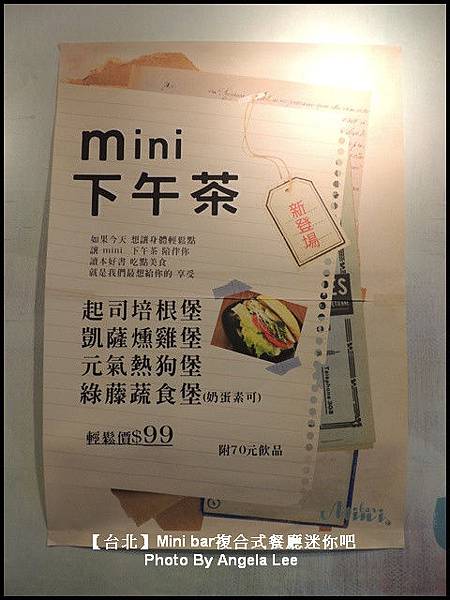 mini
下午茶
新登場
如果今天 想讓身體輕鬆點
讓 mini 下午茶 陪伴你
讀本好書 吃點美食
就是我們最想給你的 享受
起司培根堡
凱薩燻雞堡
元氣熱狗堡
綠藤蔬食堡(奶蛋素可)
輕鬆價$99
附70元飲品
ES
Telephone 308
Mini
【台北】Mini bar複合式餐廳迷你吧
Photo By Angela Lee